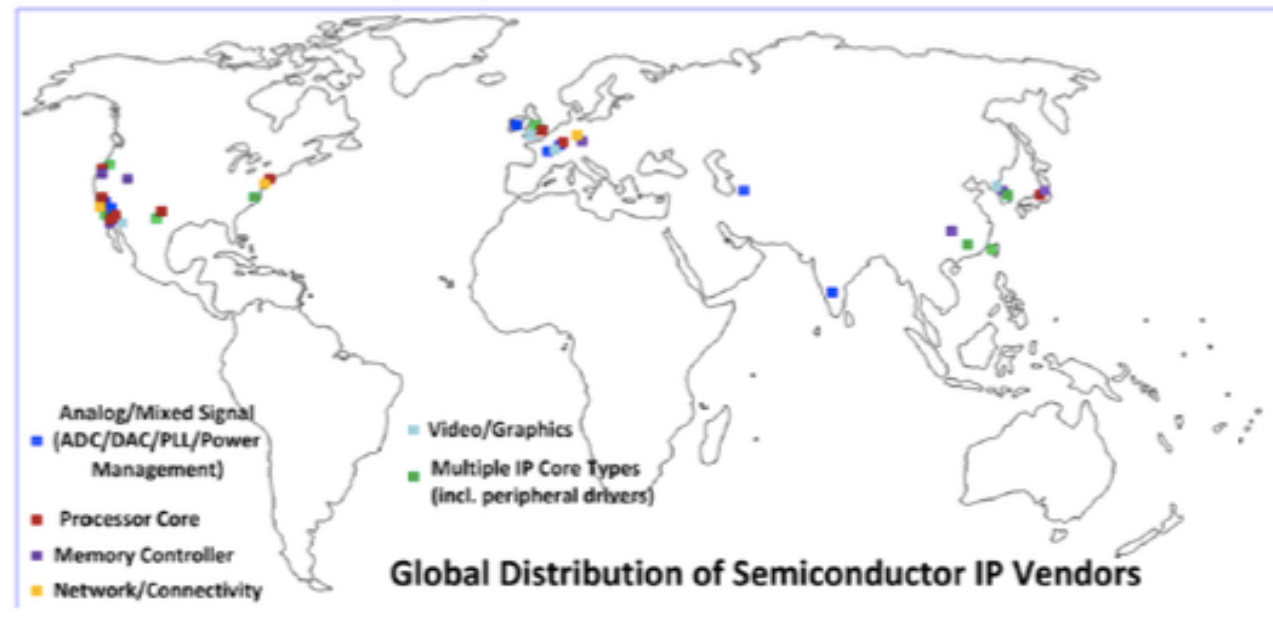 Analog/Mixed Signal
(ADC/DAC/PLL/Power
Management)
Processor Core
Memory Controller
Network/Connectivity
Video/Graphics
Multiple IP Core Types
(incl. peripheral drivers)
Global Distribution of Semiconductor IP Vendors